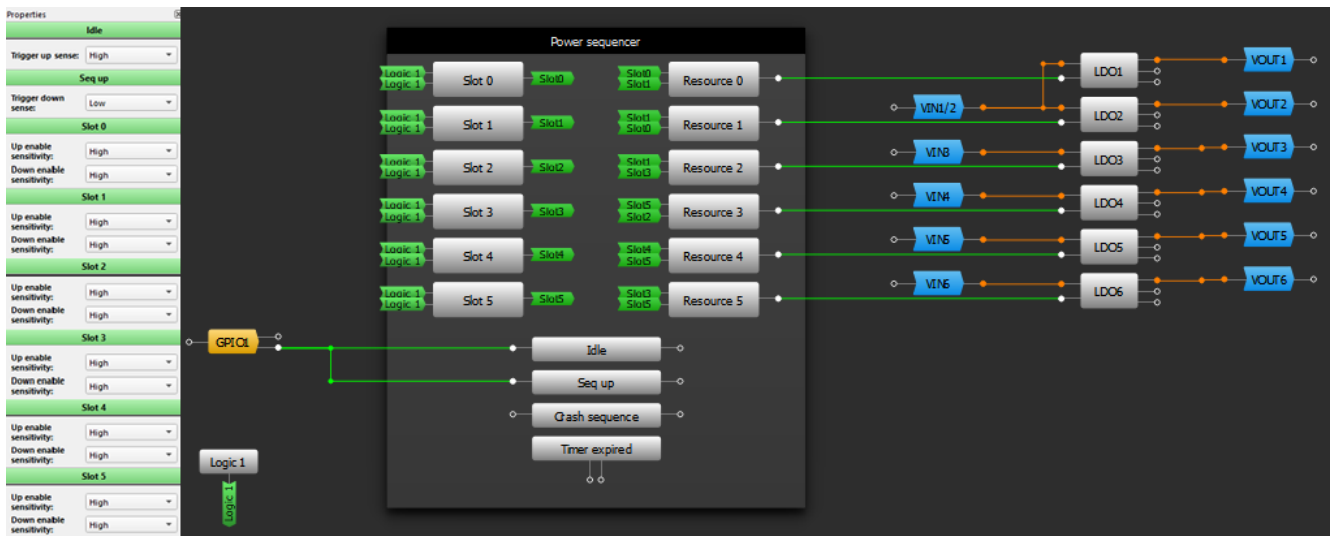 Properties
Idle
Trigger up sense: High
Seq up
Trigger down sense: Low
Slot 0
Up enable sensitivity: High
Down enable sensitivity: High
Slot 1
Up enable sensitivity: High
Down enable sensitivity: High
Slot 2
Up enable sensitivity: High
Down enable sensitivity: High
Slot 3
Up enable sensitivity: High
Down enable sensitivity: High
Slot 4
Up enable sensitivity: High
Down enable sensitivity: High
Slot 5
Up enable sensitivity: High
Down enable sensitivity: High
GPIO1
Logic 1
Logic 1
Power sequencer
Logic 1
Logic 1
Slot 0
Slot0
Slot0
Slot1
Resource 0
Logic 1
Logic 1
Slot 1
Slot1
Slot1
Slot0
Resource 1
Logic 1
Logic 1
Slot 2
Slot2
Slot1
Slot3
Resource 2
Logic 1
Logic 1
Slot 3
Slot3
Slot5
Slot2
Resource 3
Logic 1
Logic 1
Slot 4
Slot4
Slot4
Slot5
Resource 4
Logic 1
Logic 1
Slot 5
Slot5
Slot3
Slot5
Resource 5
Idle
Seq up
Crash sequence
Timer expired
VIN1/2
VIN3
VIN4
VIN5
VIN6
LDO1
LDO2
LDO3
LDO4
LDO5
LDO6
VOUT1
VOUT2
VOUT3
VOUT4
VOUT5
VOUT6